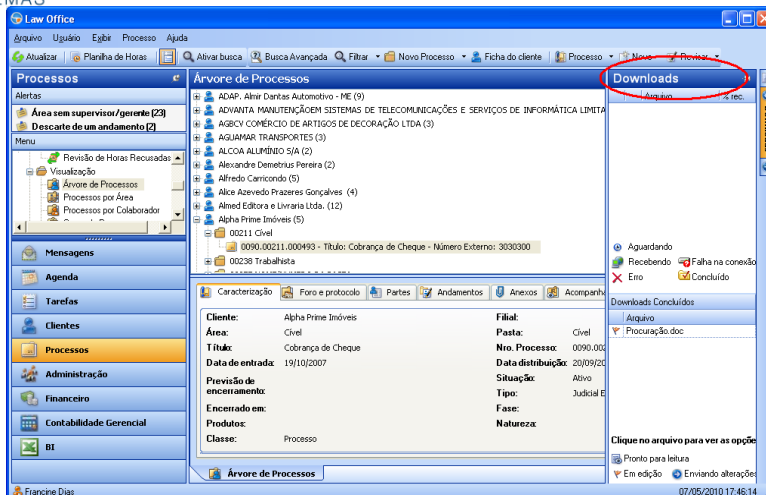 Law Office
Arquivo Usuário Exibir Processo Ajuda
Atualizar Planilha de Horas Ativar busca Busca Avançada Filtrar Novo Processo Ficha do cliente Processo Novo Revisar
Processos
Alertas
Área sem supervisor/gerente (23)
Descarte de um andamento (2)
Menu
Revisão de Horas Recusadas
Visualização
Árvore de Processos
Processos por Área
Processos por Colaborador
Mensagens
Agenda
Tarefas
Clientes
Processos
Administração
Financeiro
Contabilidade Gerencial
BI
Árvore de Processos
ADAP. Almir Dantas Automotivo - ME (9)
ADVANTA MANUTENÇÃOEM SISTEMAS DE TELECOMUNICAÇÕES E SERVIÇOS DE INFORMÁTICA LIMITA
AGBCV COMÉRCIO DE ARTIGOS DE DECORAÇÃO LTDA (3)
AGUAMAR TRANSPORTES (3)
ALCOA ALUMÍNIO S/A (2)
Alexandre Demetrius Pereira (2)
Alfredo Carricondo (5)
Alice Azevedo Prazeres Gonçalves (4)
Almed Editora e Livraria Ltda. (12)
Alpha Prime Imóveis (5)
00211 Cível
0090.00211.000493 - Título: Cobrança de Cheque - Número Externo: 3030300
00238 Trabalhista
Caracterização Foro e protocolo Partes Andamentos Anexos Acompanha
Cliente: Alpha Prime Imóveis Filial:
Área: Cível Pasta: Cível
Título: Cobrança de Cheque Nro. Processo: 0090.002
Data de entrada: 19/10/2007 Data distribuição: 20/09/20
Previsão de encerramento: Situação: Ativo
Tipo: Judicial E
Encerrado em: Fase:
Produtos: Natureza:
Classe: Processo
Árvore de Processos
Downloads
Arquivo % rec.
Aguardando
Recebendo Falha na conexão
Erro Concluído
Downloads Concluídos
Arquivo
Procuração.doc
Clique no arquivo para ver as opçõe
Pronto para leitura
Em edição Enviando alterações
Francine Dias 07/05/2010 17:46:14